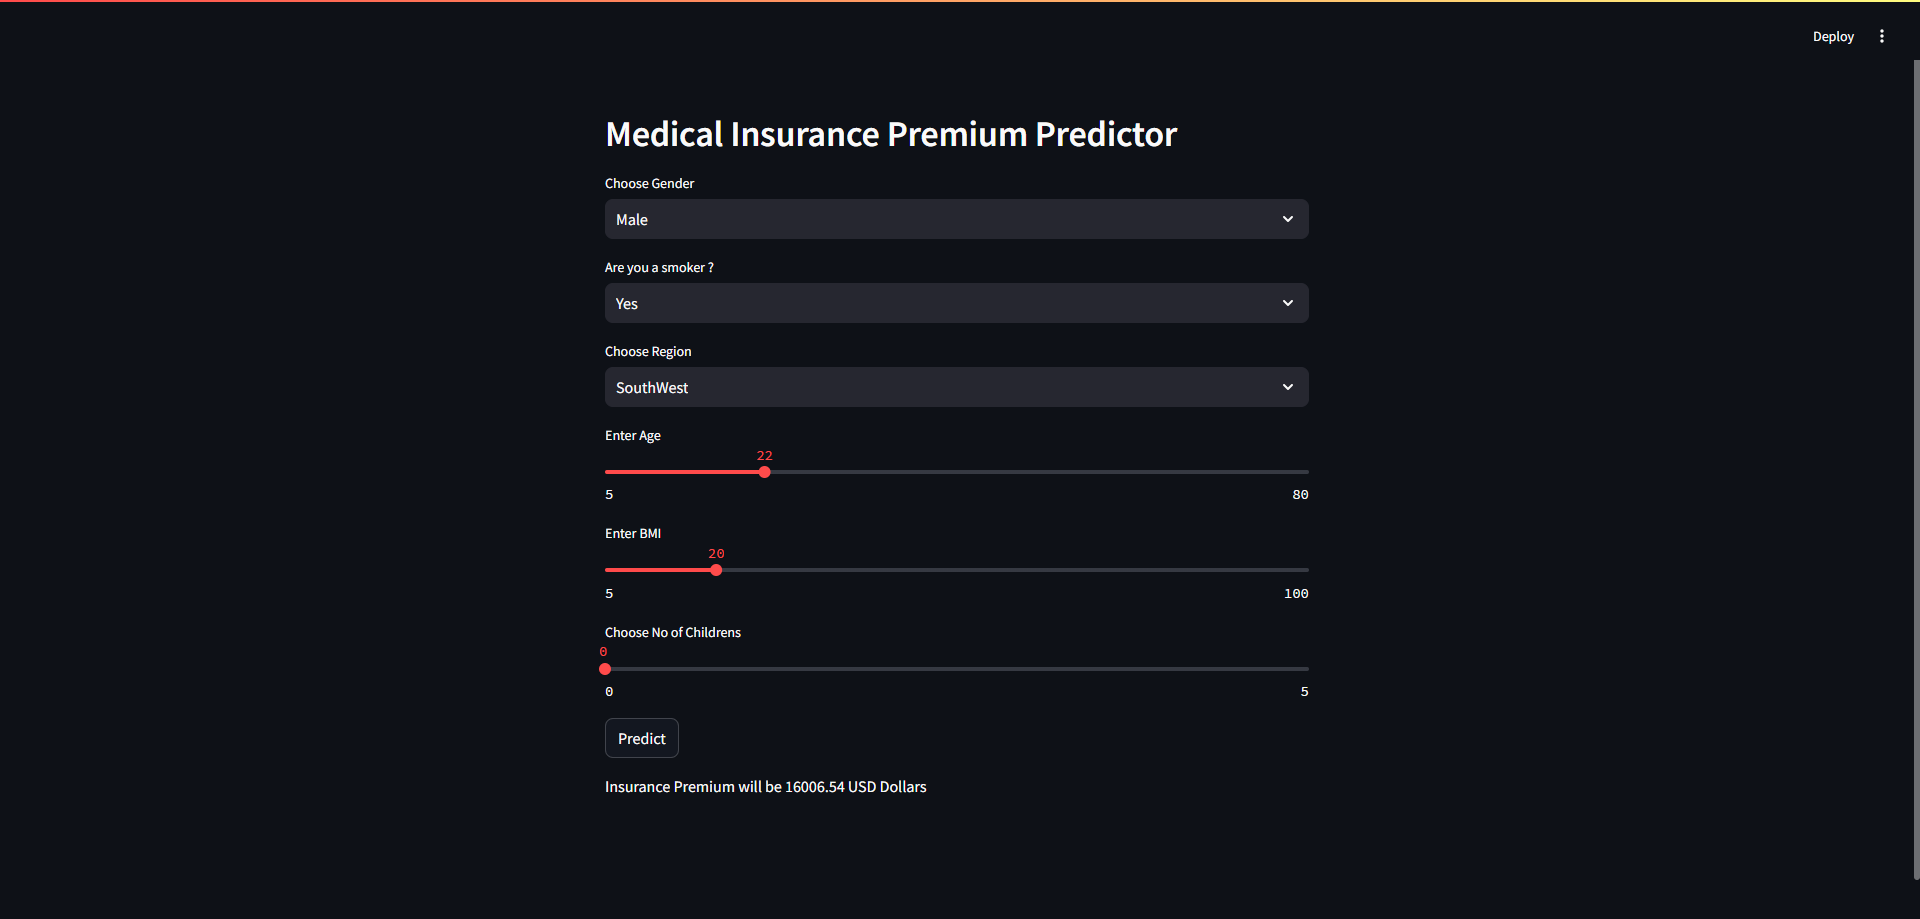 Deploy
Medical Insurance Premium Predictor
Choose Gender
Male
Are you a smoker ?
Yes
Choose Region
SouthWest
Enter Age
22
5 80
Enter BMI
20
5 100
Choose No of Childrens
0
0 5
Predict
Insurance Premium will be 16006.54 USD Dollars